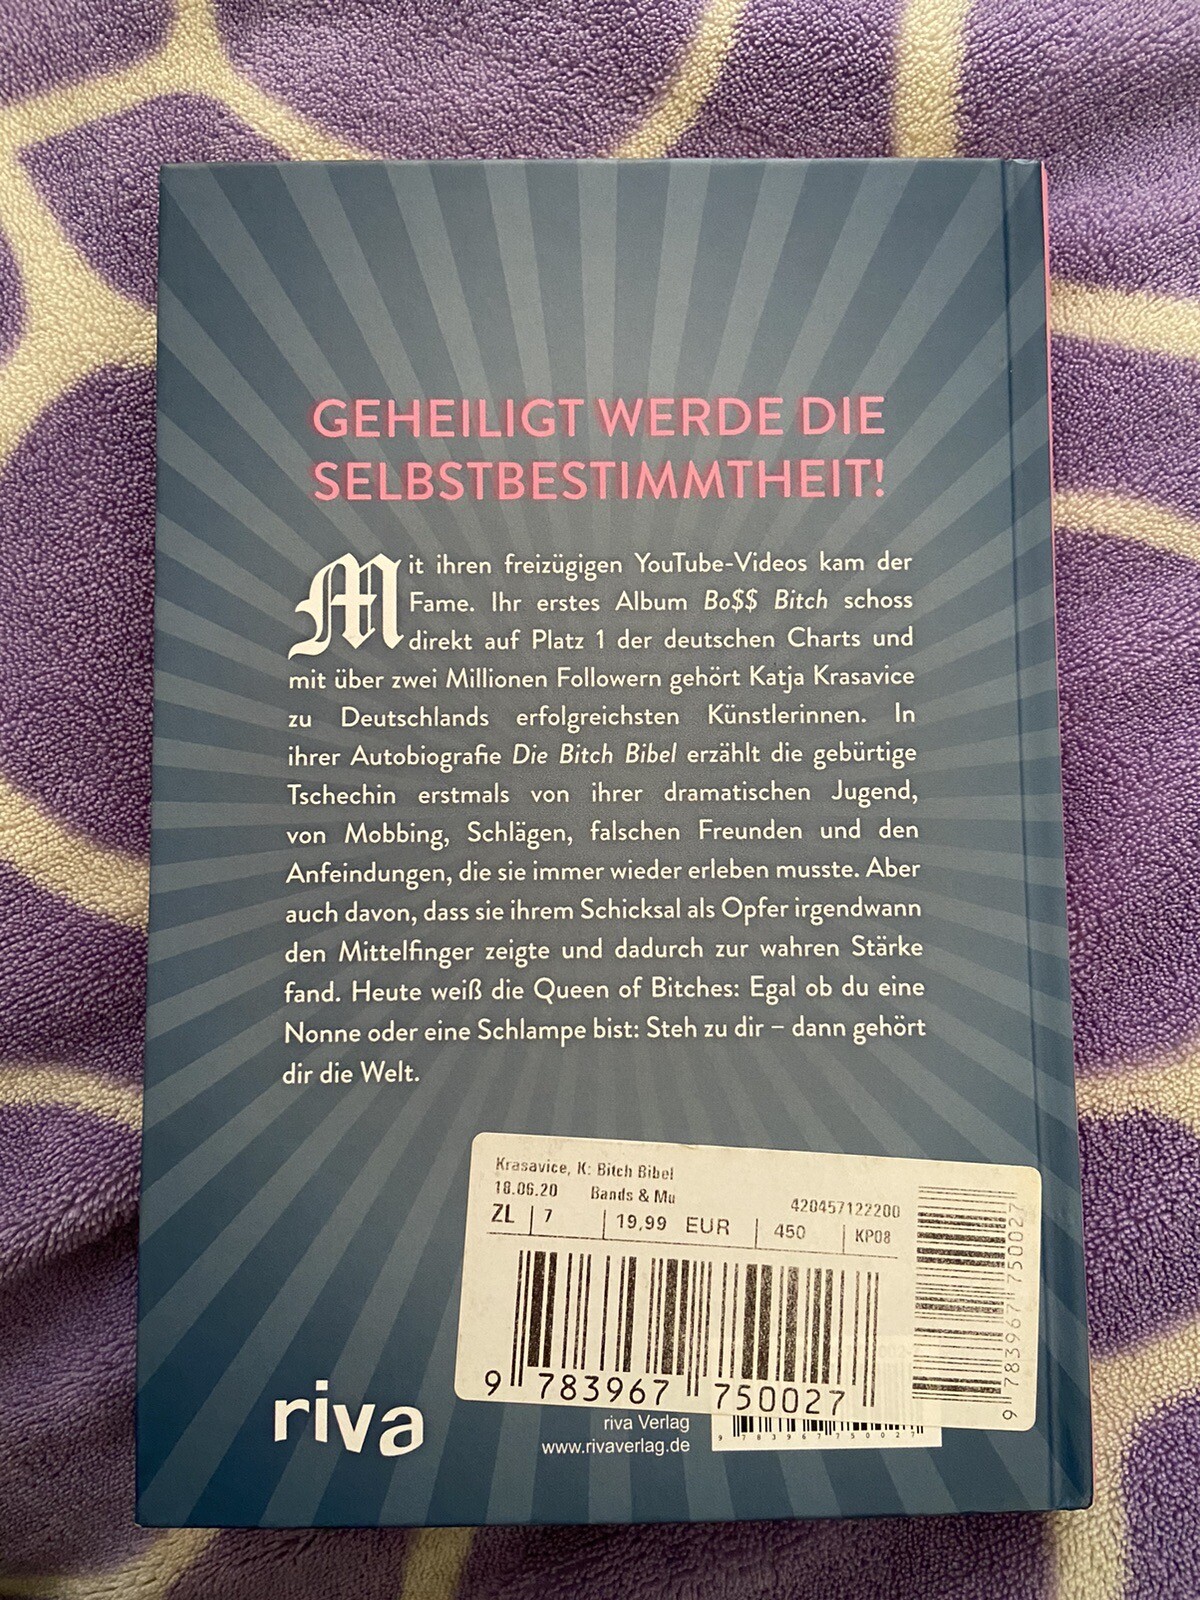 GEHEILIGT WERDE DIE
SELBSTBESTIMMTHEIT!
Mit ihren freizügigen YouTube-Videos kam der
Fame. Ihr erstes Album Bo$$ Bitch schoss
direkt auf Platz 1 der deutschen Charts und
mit über zwei Millionen Followern gehört Katja Krasavice
zu Deutschlands erfolgreichsten Künstlerinnen. In
ihrer Autobiografie Die Bitch Bibel erzählt die gebürtige
Tschechin erstmals von ihrer dramatischen Jugend,
von Mobbing, Schlägen, falschen Freunden und den
Anfeindungen, die sie immer wieder erleben musste. Aber
auch davon, dass sie ihrem Schicksal als Opfer irgendwann
den Mittelfinger zeigte und dadurch zur wahren Stärke
fand. Heute weiß die Queen of Bitches: Egal ob du eine
Nonne oder eine Schlampe bist: Steh zu dir – dann gehört
dir die Welt.
Krasavice, K: Bitch Bibel
18.06.20 Bands & Mu 420457122200
ZL 7 19,99 EUR 450 KP08
9 783967 750027
9 783967 750027
riva
riva Verlag
www.rivaverlag.de
9 783967 750027